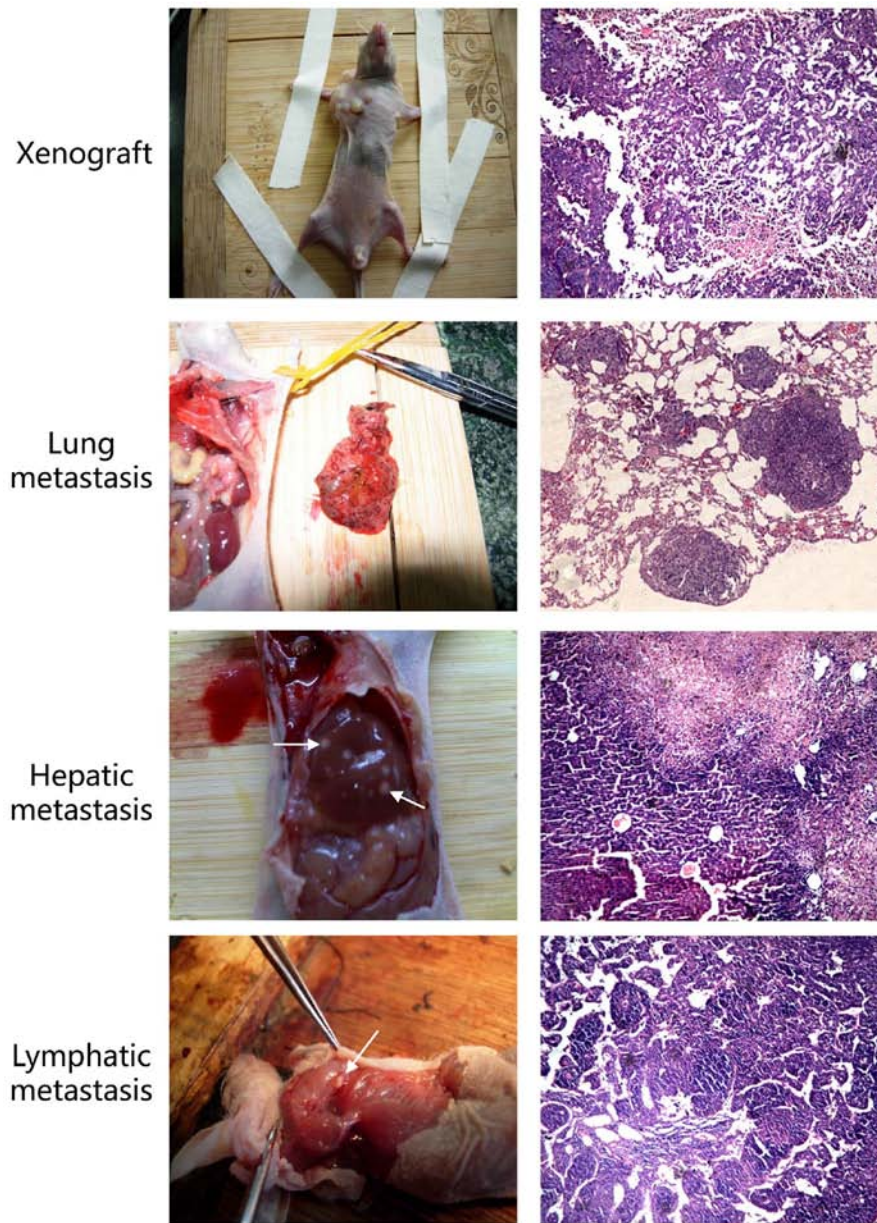 Xenograft
Lung
metastasis
Hepatic
metastasis
Lymphatic
metastasis